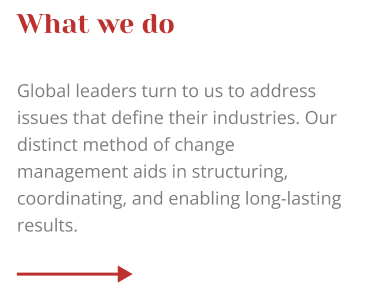 What we do
Global leaders turn to us to address
issues that define their industries. Our
distinct method of change
management aids in structuring,
coordinating, and enabling long-lasting
results.